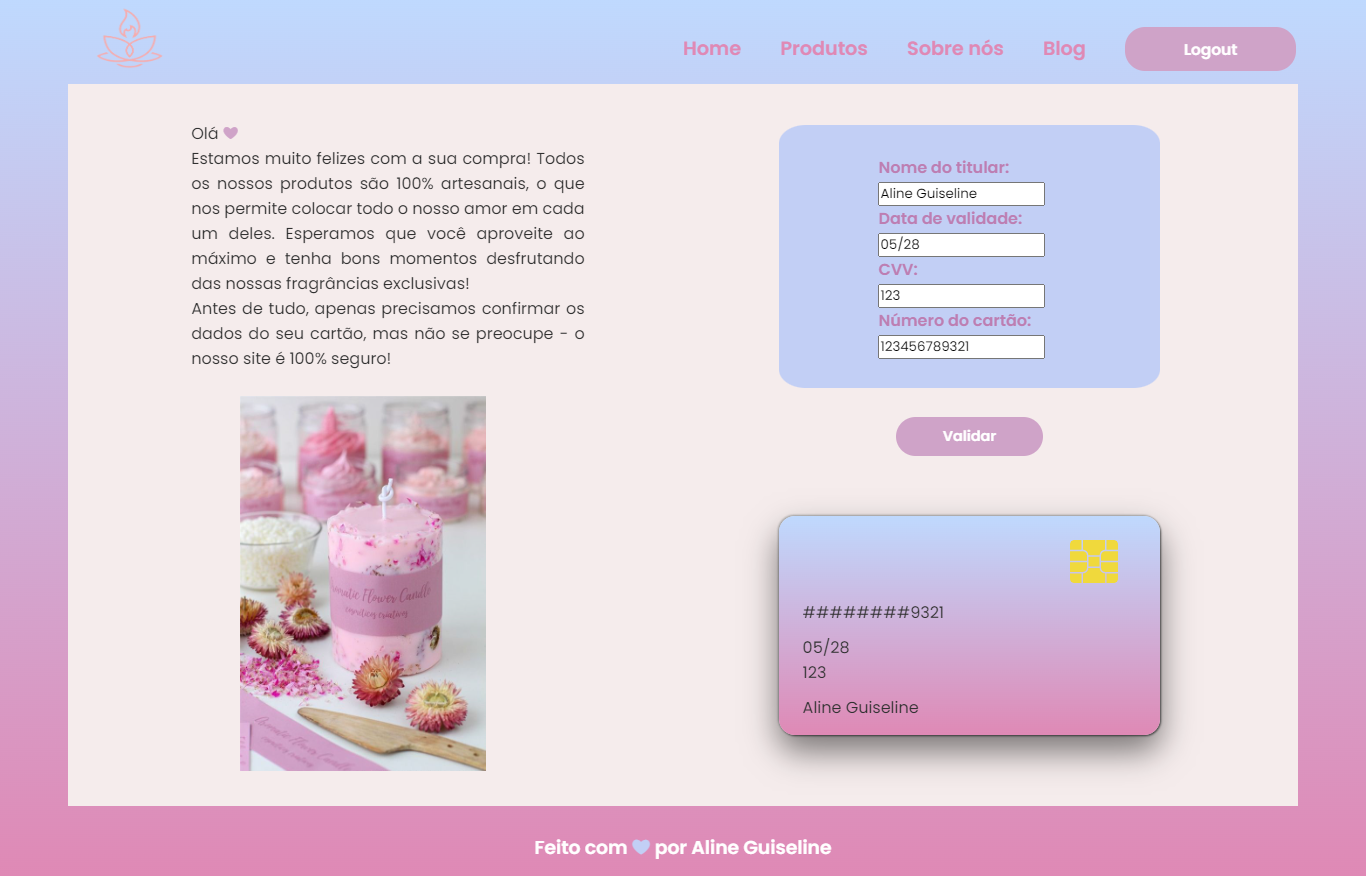 Home Produtos Sobre nós Blog Logout
Olá
Estamos muito felizes com a sua compra! Todos
os nossos produtos são 100% artesanais, o que
nos permite colocar todo o nosso amor em cada
um deles. Esperamos que você aproveite ao
máximo e tenha bons momentos desfrutando
das nossas fragrâncias exclusivas!
Antes de tudo, apenas precisamos confirmar os
dados do seu cartão, mas não se preocupe - o
nosso site é 100% seguro!
Flower Candle
Nome do titular:
Aline Guiseline
Data de validade:
05/28
CVV:
123
Número do cartão:
123456789321
Validar
########9321
05/28
123
Aline Guiseline
Feito com por Aline Guiseline